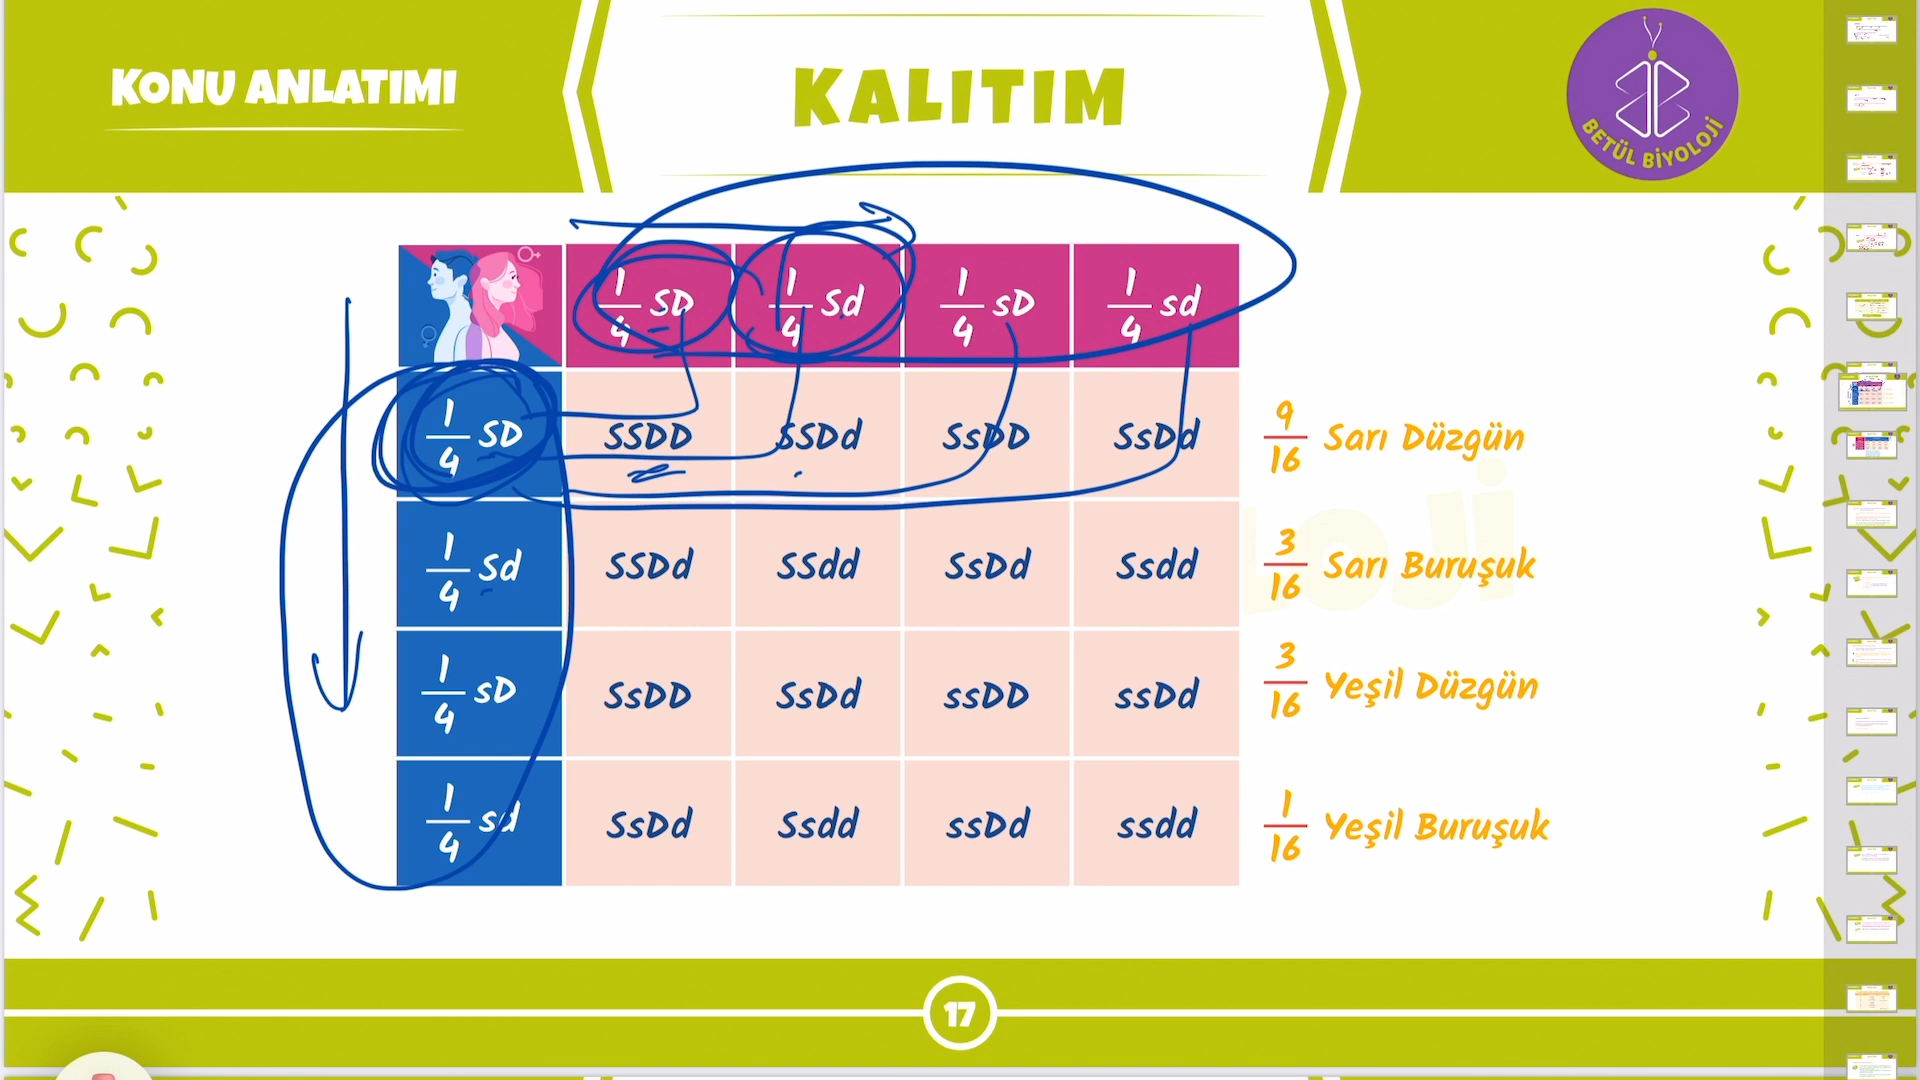 KONU ANLATIMI
KALITIM
BETÜL BİYOLOJİ
1/4 SD
1/4 Sd
1/4 sD
1/4 sd
1/4 SD
SSDD
SSDd
SsDD
SsDd
9/16 Sarı Düzgün
1/4 Sd
SSDd
SSdd
SsDd
Ssdd
3/16 Sarı Buruşuk
1/4 sD
SsDD
SsDd
ssDD
ssDd
3/16 Yeşil Düzgün
1/4 sd
SsDd
Ssdd
ssDd
ssdd
1/16 Yeşil Buruşuk
17